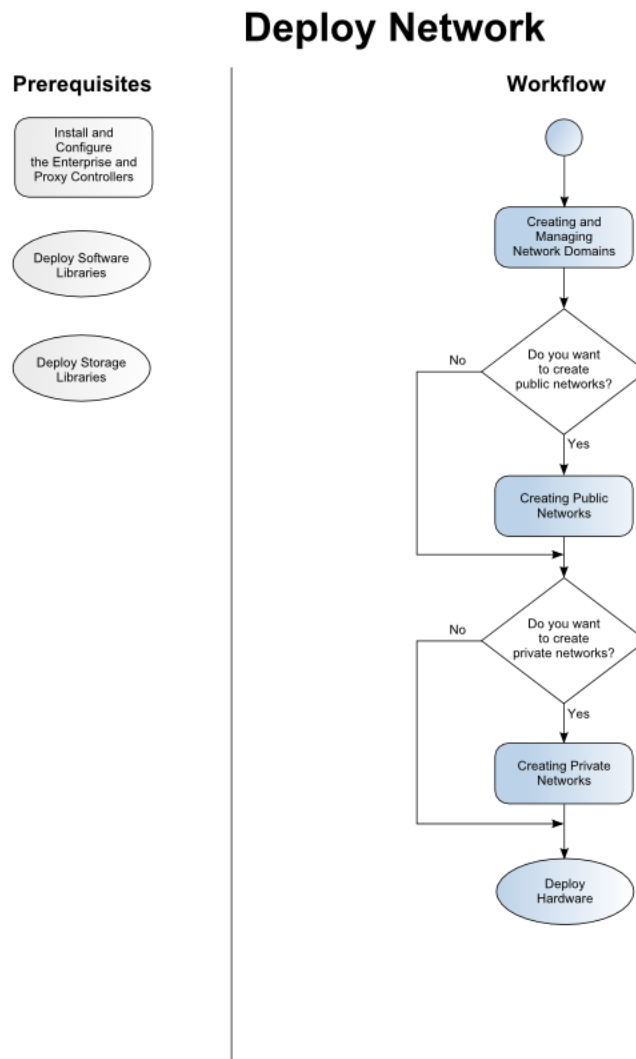 Deploy Network
Prerequisites
Install and
Configure
the Enterprise and
Proxy Controllers
Deploy Software
Libraries
Deploy Storage
Libraries
Workflow
Creating and
Managing
Network Domains
Do you want
to create
public networks?
No
Yes
Creating Public
Networks
Do you want
to create
private networks?
No
Yes
Creating Private
Networks
Deploy
Hardware